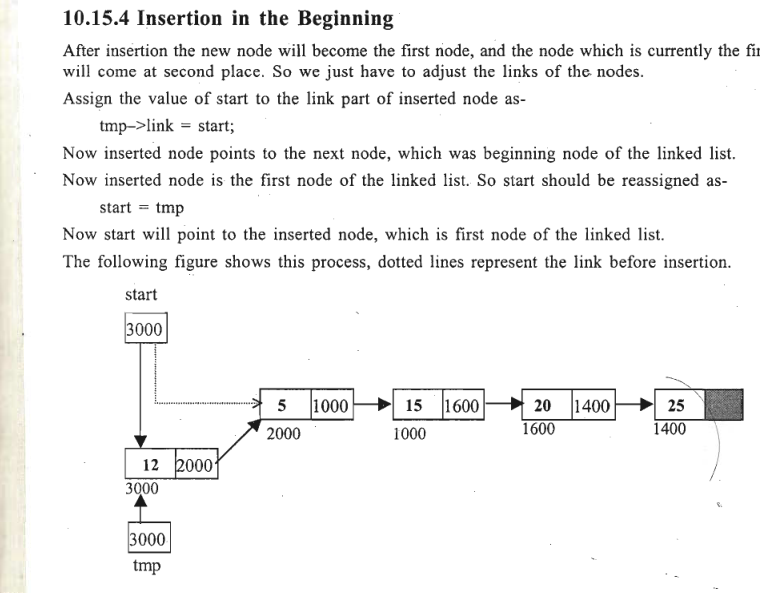 10.15.4 Insertion in the Beginning
After insertion the new node will become the first node, and the node which is currently the fir
will come at second place. So we just have to adjust the links of the nodes.
Assign the value of start to the link part of inserted node as-
tmp–>link = start;
Now inserted node points to the next node, which was beginning node of the linked list.
Now inserted node is the first node of the linked list. So start should be reassigned as-
start = tmp
Now start will point to the inserted node, which is first node of the linked list.
The following figure shows this process, dotted lines represent the link before insertion.
start
3000
5 1000 15 1600 20 1400 25
2000 1000 1600 1400
12 2000
3000
3000
tmp